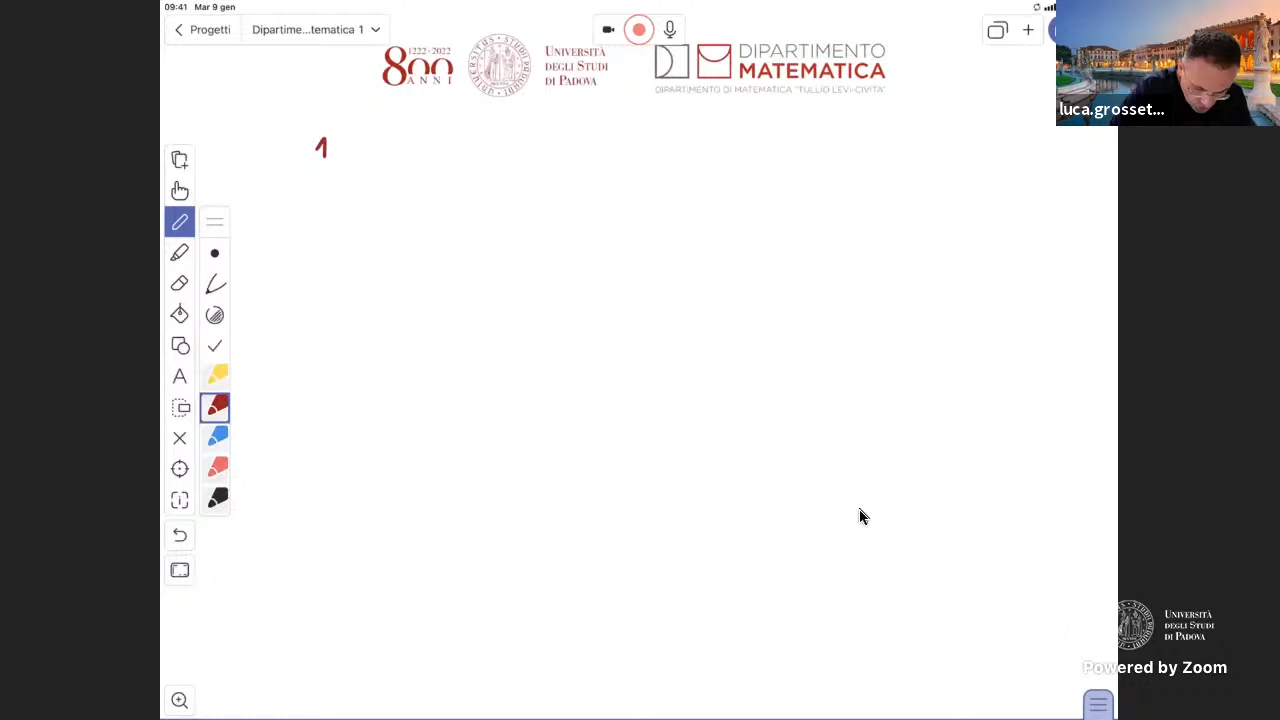 09:41 Mar 9 gen
Progetti
Dipartime...tematica 1
1222·2022
800
ANNI
UNIVERSITÀ
DEGLI STUDI
DI PADOVA
DIPARTIMENTO
MATEMATICA
DIPARTIMENTO DI MATEMATICA "TULLIO LEVI-CIVITA"
luca.grosset...
1
UNIVERSITÀ
DEGLI STUDI
DI PADOVA
Powered by Zoom